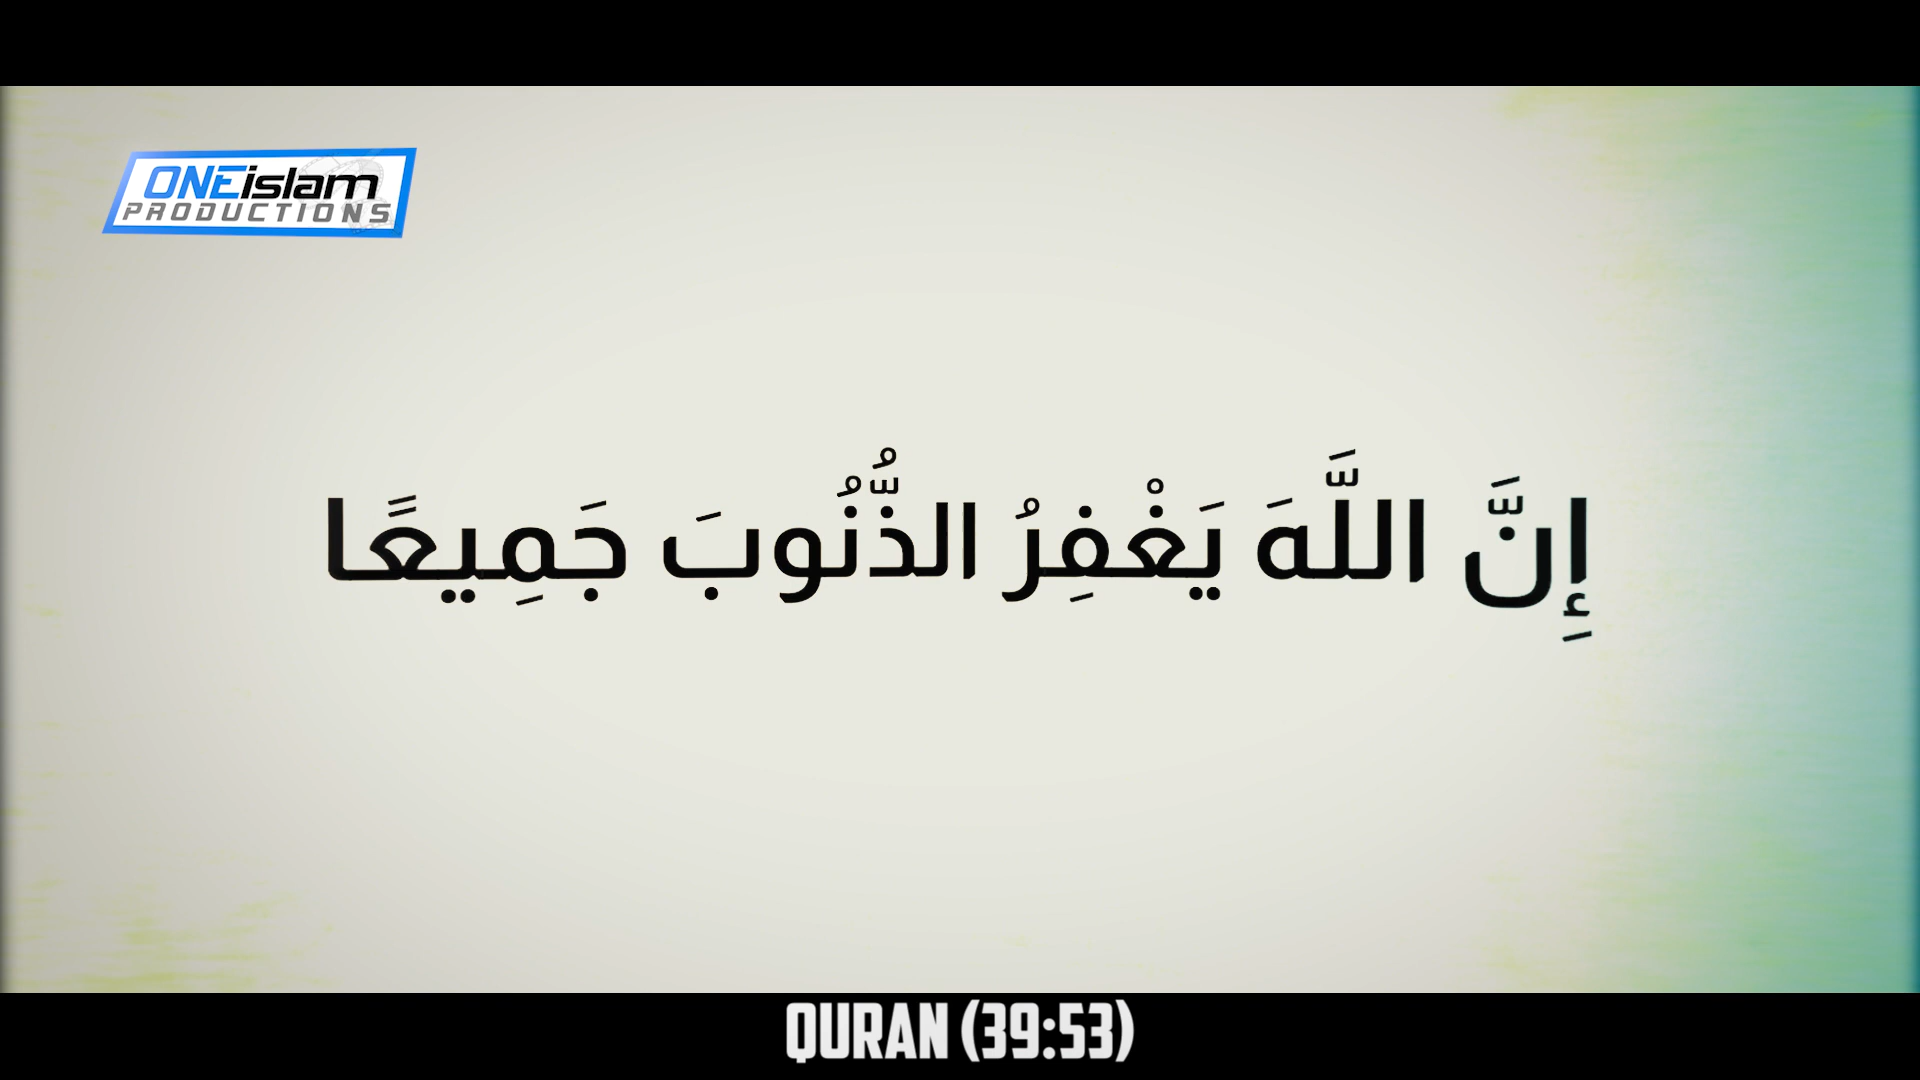 ONEislam
PRODUCTIONS
إِنَّ اللَّهَ يَغْفِرُ الذُّنُوبَ جَمِيعًا
QURAN (39:53)